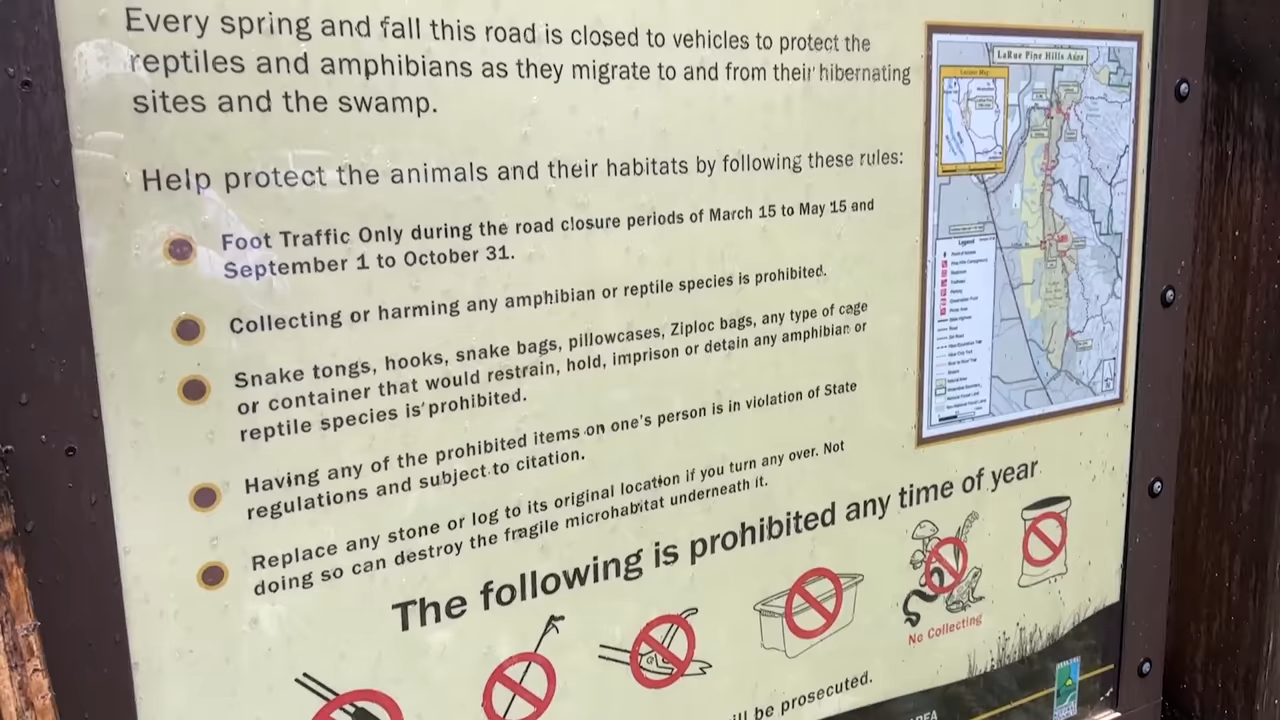 Every spring and fall this road is closed to vehicles to protect the
reptiles and amphibians as they migrate to and from their hibernating
sites and the swamp.
Help protect the animals and their habitats by following these rules:
Foot Traffic Only during the road closure periods of March 15 to May 15 and
September 1 to October 31.
Collecting or harming any amphibian or reptile species is prohibited.
Snake tongs, hooks, snake bags, pillowcases, Ziploc bags, any type of cage
or container that would restrain, hold, imprison or detain any amphibian or
reptile species is prohibited.
Having any of the prohibited items on one's person is in violation of State
regulations and subject to citation.
Replace any stone or log to its original location if you turn any over. Not
doing so can destroy the fragile microhabitat underneath it.
The following is prohibited any time of year
No Collecting
be prosecuted.
LaRue Pine Hills Area
Legend